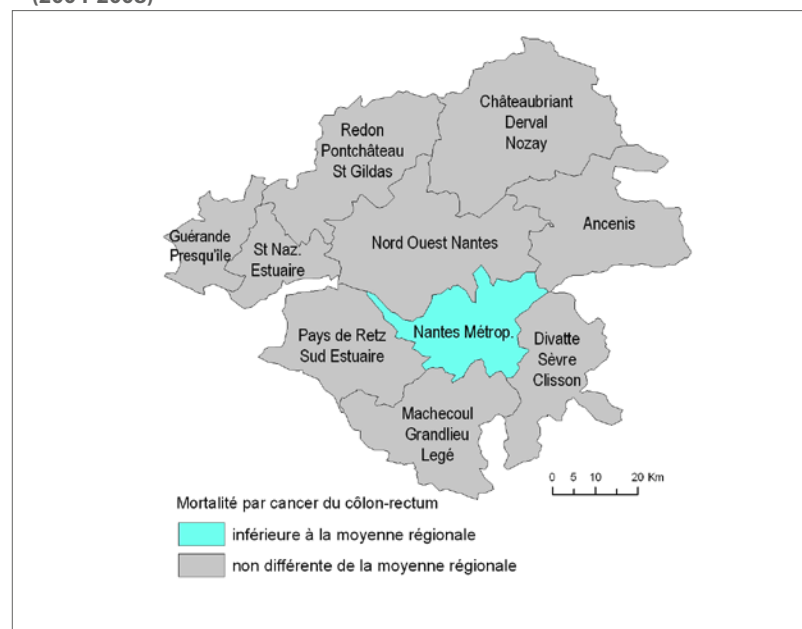 Châteaubriant
Derval
Nozay
Redon
Pontchâteau
St Gildas
Ancenis
Guérande
Presqu'île
St Naz.
Estuaire
Nord Ouest Nantes
Nantes Métrop.
Pays de Retz
Sud Estuaire
Divatte
Sèvre
Clisson
Machecoul
Grandlieu
Legé
0 5 10 20 Km
Mortalité par cancer du côlon-rectum
inférieure à la moyenne régionale
non différente de la moyenne régionale